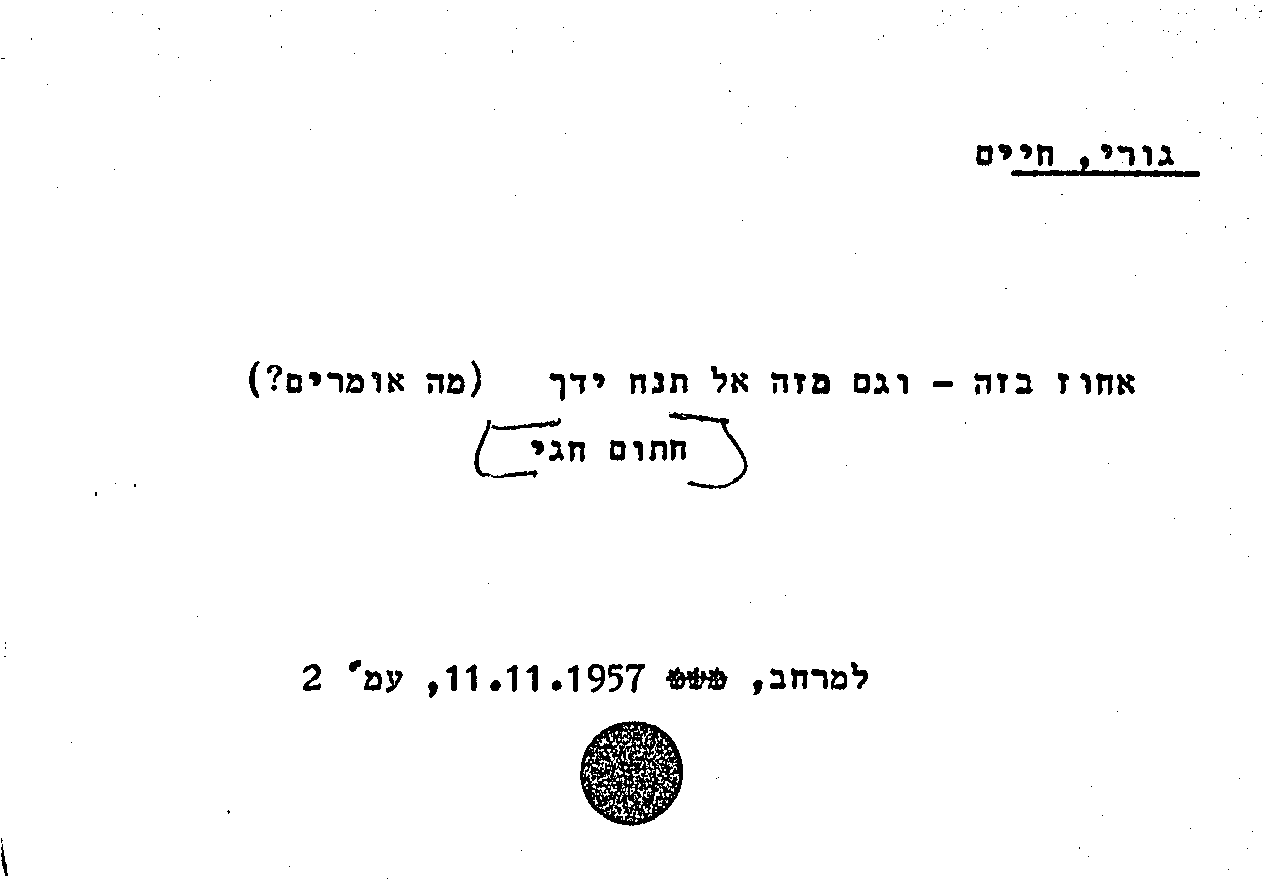 גורי, חיים
אחוז בזה - וגם מזה אל תנח ידך (מה אומרים?)
[חתום חגי]
למרחב, 11.11.1957, עמ' 2